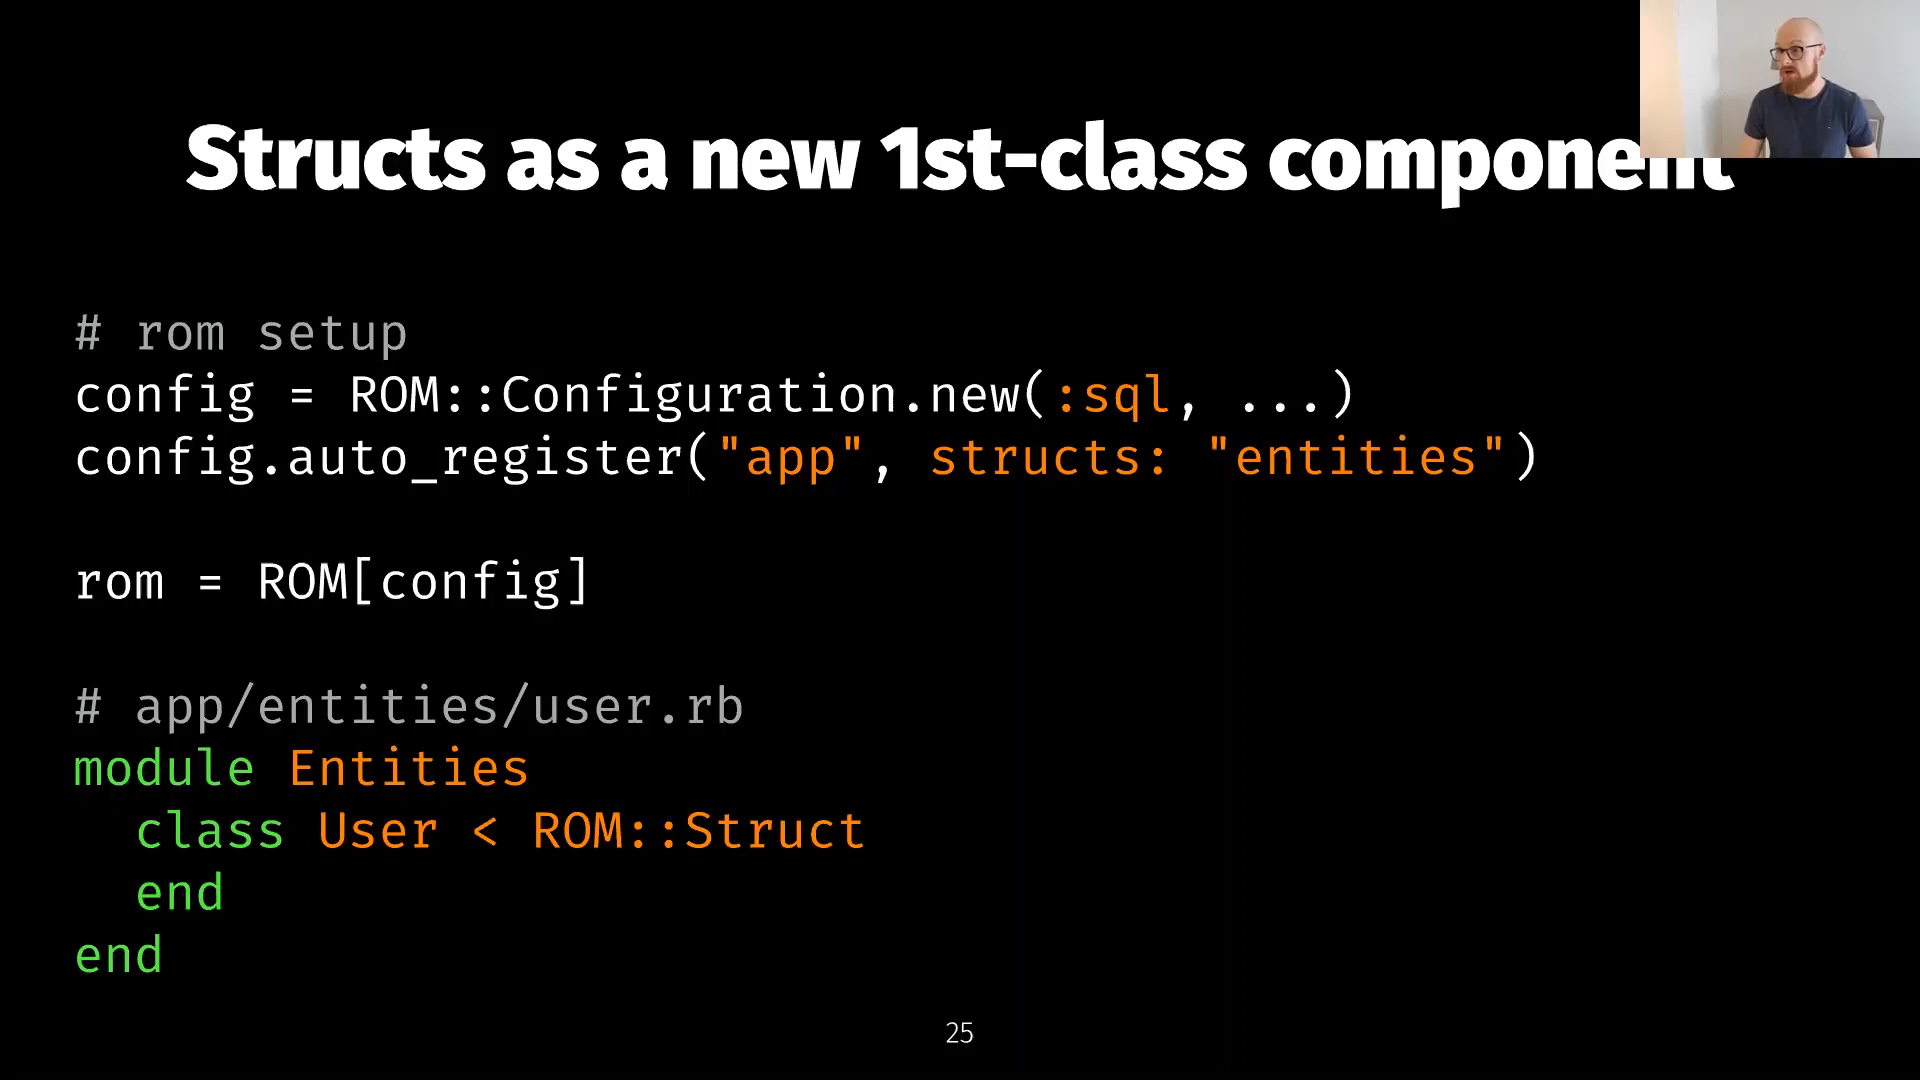 Structs as a new 1st-class component
# rom setup
config = ROM::Configuration.new(:sql, ...)
config.auto_register("app", structs: "entities")
rom = ROM[config]
# app/entities/user.rb
module Entities
  class User < ROM::Struct
  end
end
25